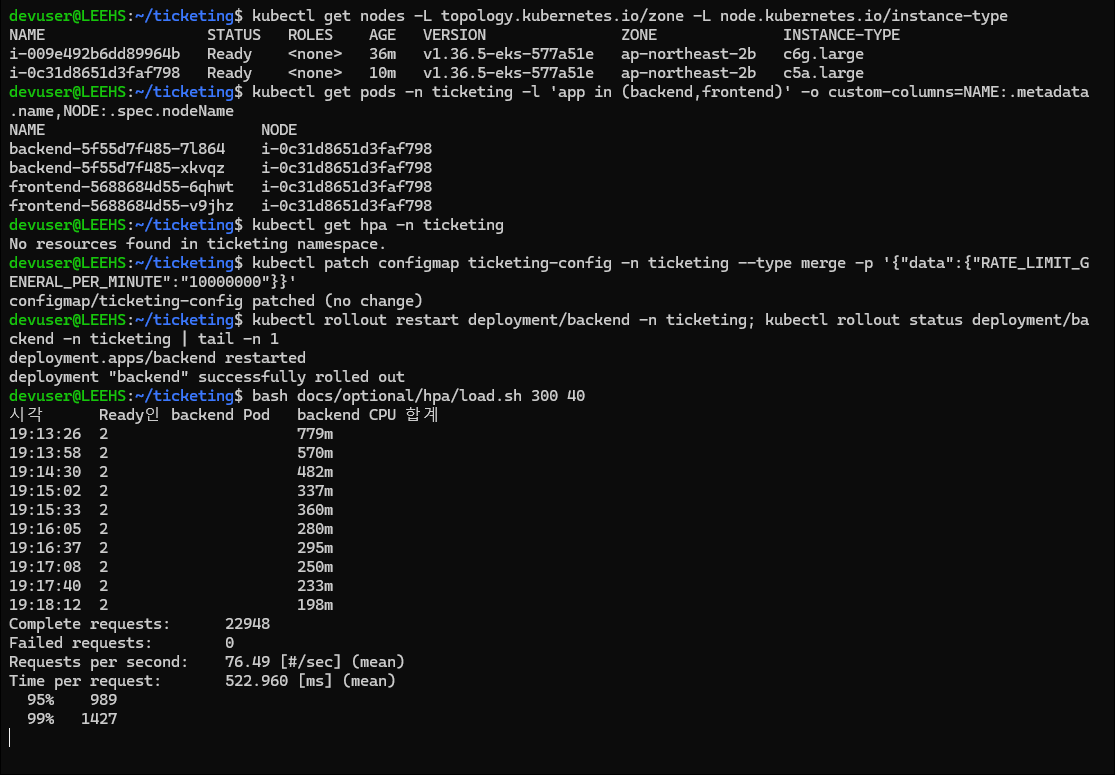 devuser@LEEHS:~/ticketing$ kubectl get nodes -L topology.kubernetes.io/zone -L node.kubernetes.io/instance-type
NAME                  STATUS   ROLES    AGE   VERSION               ZONE              INSTANCE-TYPE
i-009e492b6dd89964b   Ready    <none>   36m   v1.36.5-eks-577a51e   ap-northeast-2b   c6g.large
i-0c31d8651d3faf798   Ready    <none>   10m   v1.36.5-eks-577a51e   ap-northeast-2b   c5a.large
devuser@LEEHS:~/ticketing$ kubectl get pods -n ticketing -l 'app in (backend,frontend)' -o custom-columns=NAME:.metadata
.name,NODE:.spec.nodeName
NAME                        NODE
backend-5f55d7f485-7l864    i-0c31d8651d3faf798
backend-5f55d7f485-xkvqz    i-0c31d8651d3faf798
frontend-5688684d55-6qhwt   i-0c31d8651d3faf798
frontend-5688684d55-v9jhz   i-0c31d8651d3faf798
devuser@LEEHS:~/ticketing$ kubectl get hpa -n ticketing
No resources found in ticketing namespace.
devuser@LEEHS:~/ticketing$ kubectl patch configmap ticketing-config -n ticketing --type merge -p '{"data":{"RATE_LIMIT_G
ENERAL_PER_MINUTE":"10000000"}}'
configmap/ticketing-config patched (no change)
devuser@LEEHS:~/ticketing$ kubectl rollout restart deployment/backend -n ticketing; kubectl rollout status deployment/ba
ckend -n ticketing | tail -n 1
deployment.apps/backend restarted
deployment "backend" successfully rolled out
devuser@LEEHS:~/ticketing$ bash docs/optional/hpa/load.sh 300 40
시각      Ready인 backend Pod   backend CPU 합계
19:13:26  2                     779m
19:13:58  2                     570m
19:14:30  2                     482m
19:15:02  2                     337m
19:15:33  2                     360m
19:16:05  2                     280m
19:16:37  2                     295m
19:17:08  2                     250m
19:17:40  2                     233m
19:18:12  2                     198m
Complete requests:      22948
Failed requests:        0
Requests per second:    76.49 [#/sec] (mean)
Time per request:       522.960 [ms] (mean)
  95%    989
  99%   1427